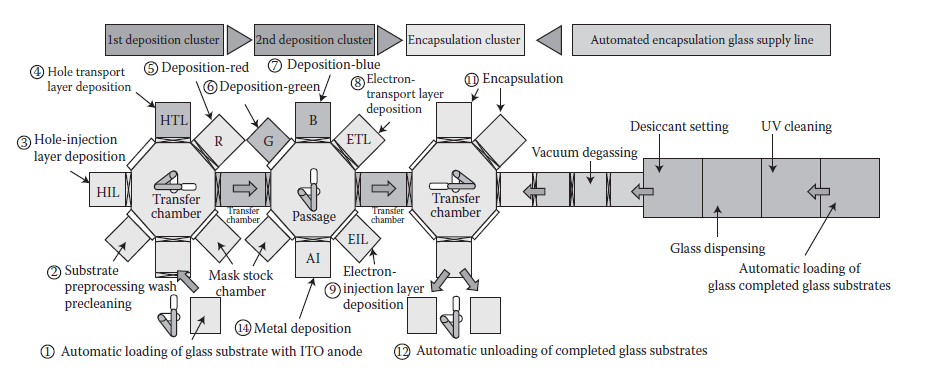 1st deposition cluster
2nd deposition cluster
Encapsulation cluster
Automated encapsulation glass supply line
④ Hole transport
layer deposition
⑤ Deposition-red
⑦ Deposition-blue
⑥ Deposition-green
⑧ Electron-
transport layer
deposition
⑪ Encapsulation
③ Hole-injection
layer deposition
HTL
R
G
B
ETL
Desiccant setting
UV cleaning
Vacuum degassing
HIL
Transfer
chamber
Transfer
chamber
Passage
Transfer
chamber
Transfer
chamber
EIL
AI
② Substrate
preprocessing wash
precleaning
Mask stock
chamber
Electron-
⑨ injection layer
deposition
Glass dispensing
Automatic loading of
glass completed glass substrates
⑭ Metal deposition
① Automatic loading of glass substrate with ITO anode
⑫ Automatic unloading of completed glass substrates